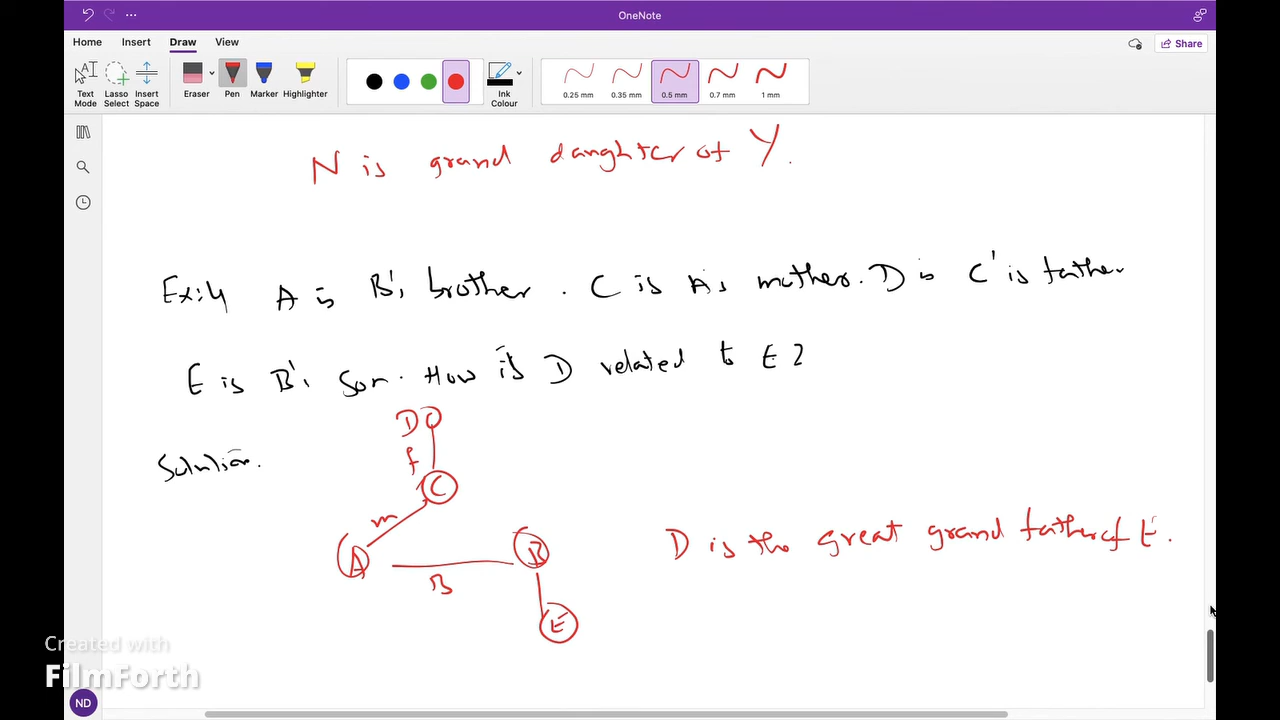 OneNote
Home Insert Draw View
Share
Text Mode Lasso Select Insert Space Eraser Pen Marker Highlighter Ink Colour 0.25 mm 0.35 mm 0.5 mm 0.7 mm 1 mm
N is grand daughter of Y.
Ex:4 A is B's brother. C is A's mother. D is C' is father
E is B's son. How is D related to E?
Solution.
D
f
C
m
A
B
B
E
D is the great grand father of E.
Created with
FilmForth
ND